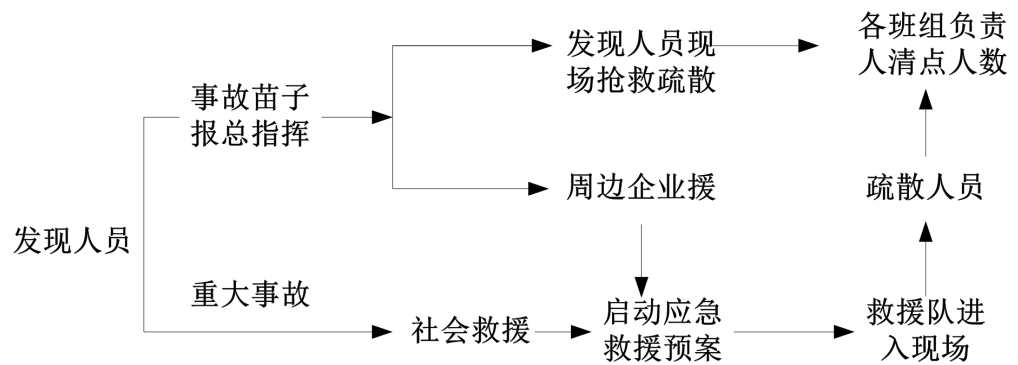 发现人员
事故苗子
报总指挥
重大事故
发现人员现
场抢救疏散
周边企业援
社会救援
启动应急
救援预案
各班组负责
人清点人数
疏散人员
救援队进
入现场